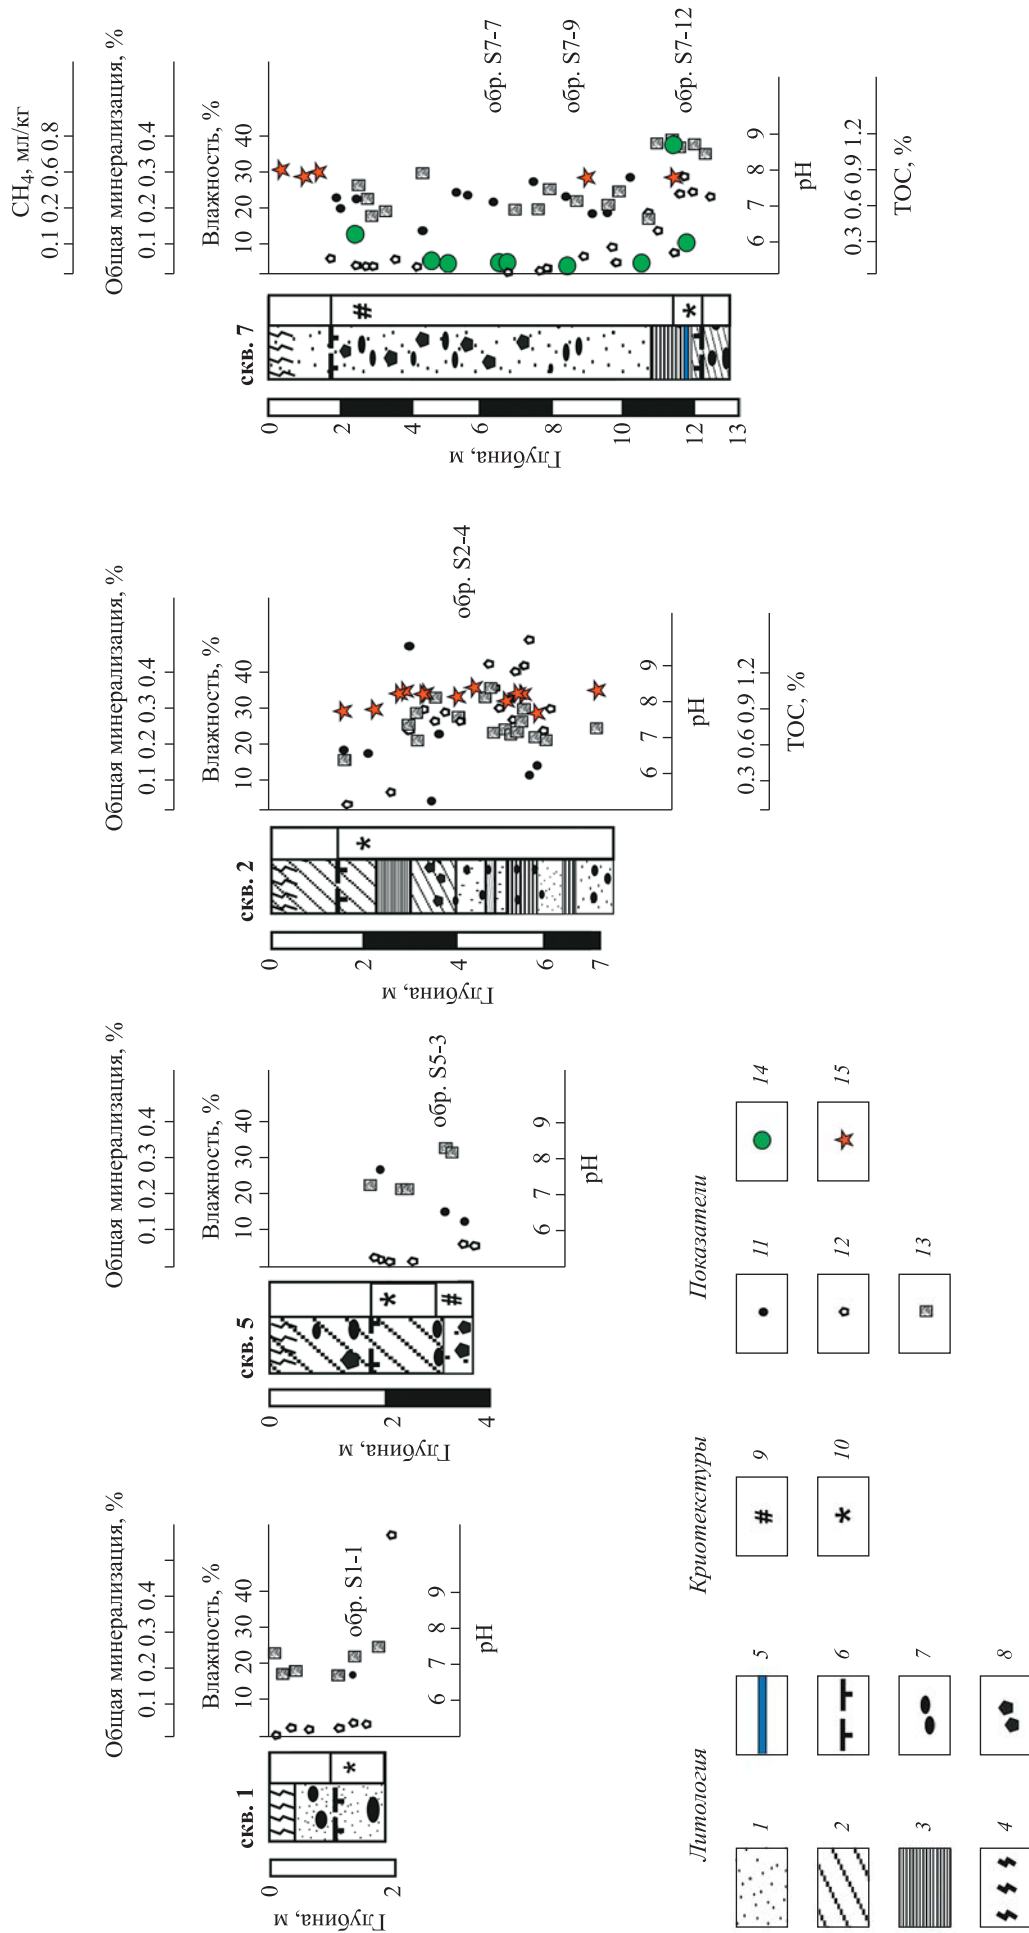 скв. 1
Глубина, м
0
2
Общая минерализация, %
0.1 0.2 0.3 0.4
Влажность, %
10 20 30 40
обр. S1-1
6 7 8 9
pH
скв. 5
Глубина, м
0
2
4
Общая минерализация, %
0.1 0.2 0.3 0.4
Влажность, %
10 20 30 40
обр. S5-3
6 7 8 9
pH
скв. 2
Глубина, м
0
2
4
6
7
Общая минерализация, %
0.1 0.2 0.3 0.4
Влажность, %
10 20 30 40
обр. S2-4
6 7 8 9
pH
0.3 0.6 0.9 1.2
TOC, %
скв. 7
Глубина, м
0
2
4
6
8
10
12
13
CH₄, мл/кг
0.1 0.2 0.6 0.8
Общая минерализация, %
0.1 0.2 0.3 0.4
Влажность, %
10 20 30 40
обр. S7-7
обр. S7-9
обр. S7-12
6 7 8 9
pH
0.3 0.6 0.9 1.2
TOC, %
#
*
Литология
1
2
3
4
5
6
7
8
Криотекстуры
# 9
* 10
Показатели
11
12
13
14
15